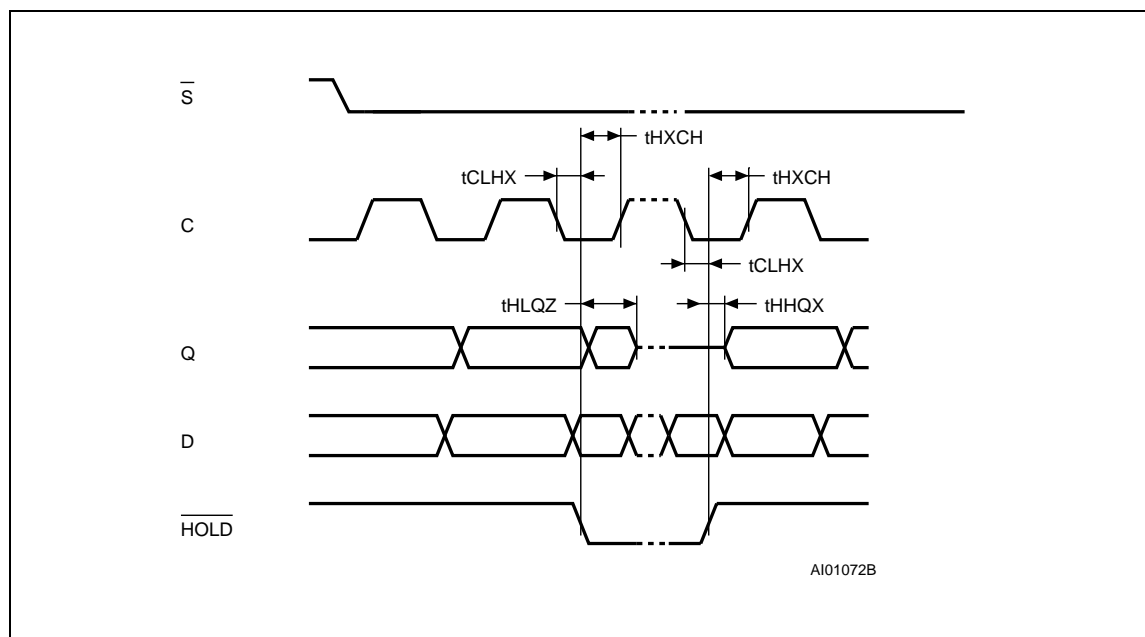 S
tHXCH
tCLHX
tHXCH
C
tCLHX
tHLQZ
tHHQX
Q
D
HOLD
AI01072B